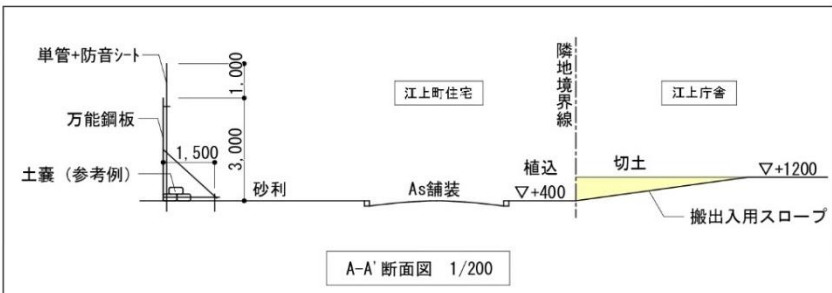 単管+防音シート
万能鋼板
土嚢（参考例）
1,500
1,000
3,000
砂利
江上町住宅
As舗装
植込
▽+400
隣地境界線
江上庁舎
切土
▽+1200
搬出入用スロープ
A-A'断面図 1/200